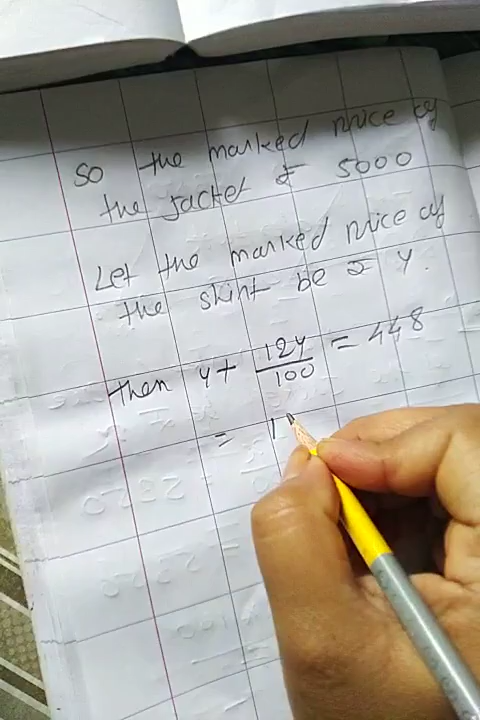 So the marked price of
the Jacket ₹ 5000
Let the marked price of
the shirt be ₹ y.
then y + 12y/100 = 448
= 1